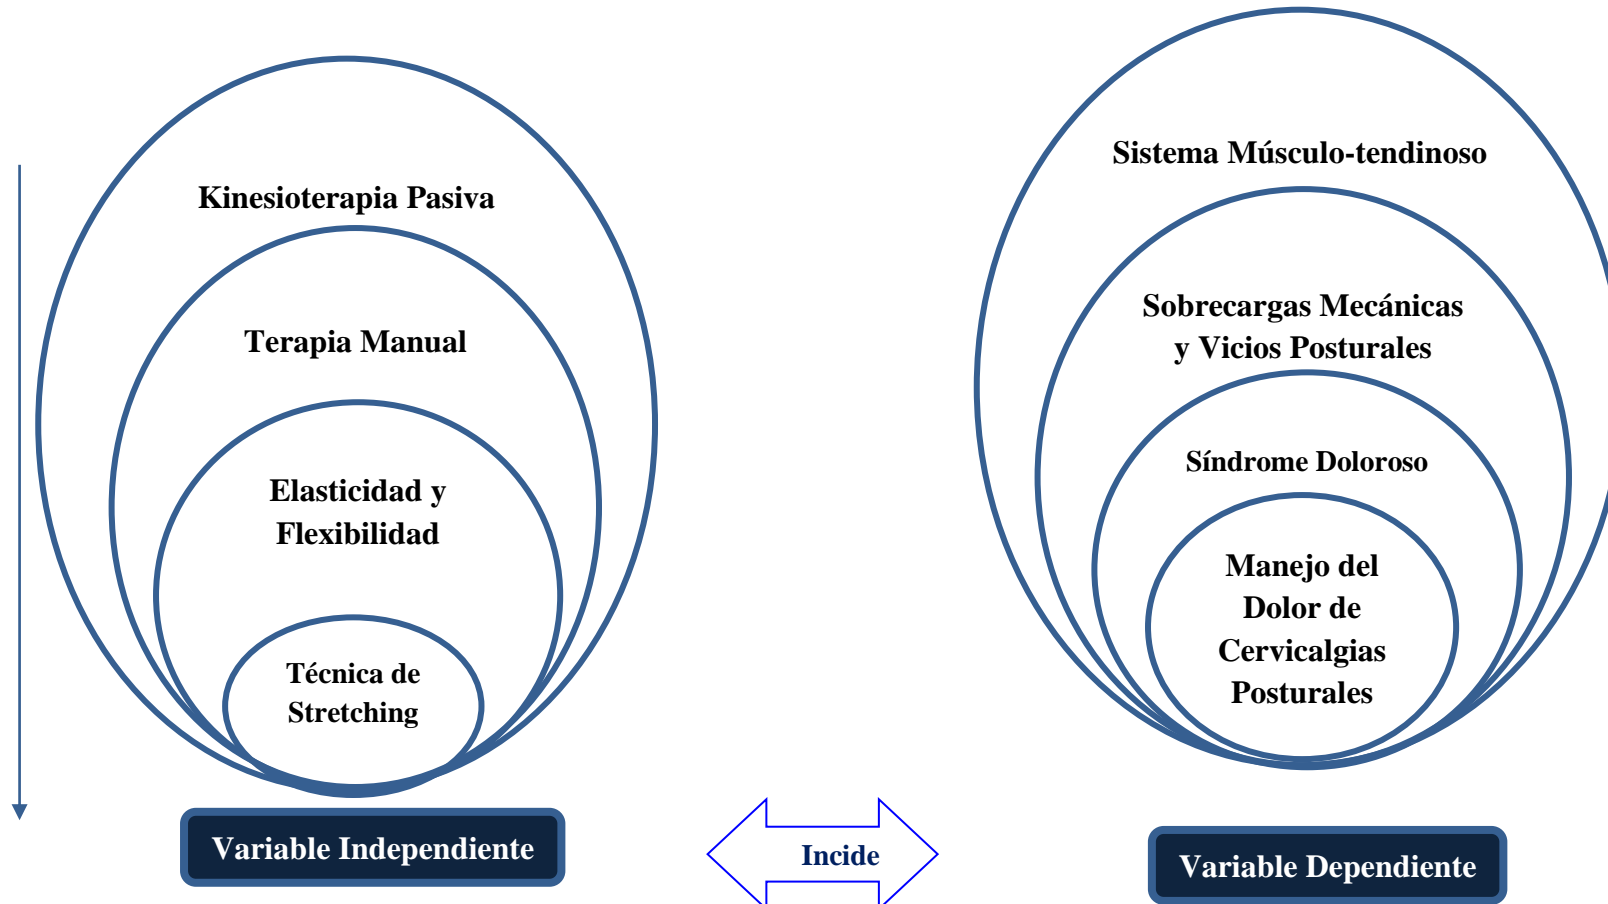 Kinesioterapia Pasiva
Terapia Manual
Elasticidad y
Flexibilidad
Técnica de
Stretching
Variable Independiente
Incide
Sistema Músculo-tendinoso
Sobrecargas Mecánicas
y Vicios Posturales
Síndrome Doloroso
Manejo del
Dolor de
Cervicalgias
Posturales
Variable Dependiente